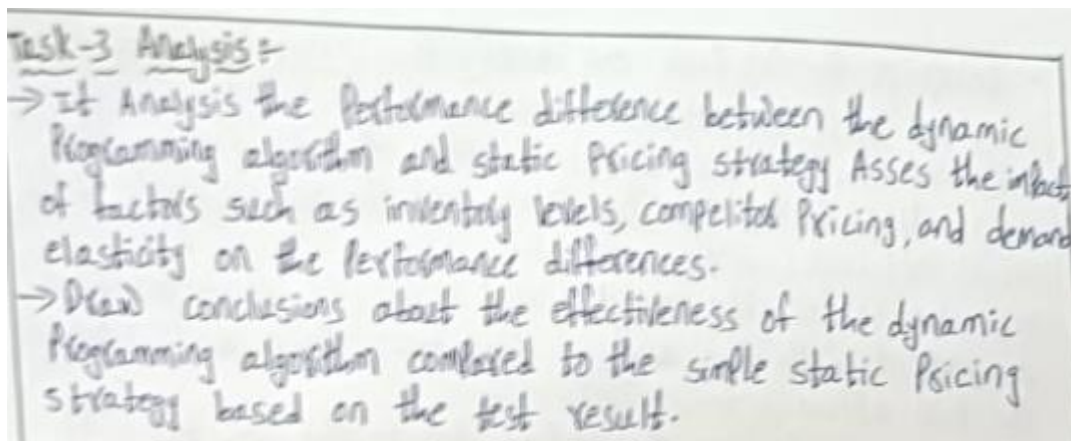 Task-3 Analysis:-
→ It Analysis the Performance difference between the dynamic
Programming algorithm and static Pricing strategy Asses the impact
of factors such as inventory levels, competitor Pricing, and demand
elasticity on the Performance differences.
→ Draw conclusions about the effectiveness of the dynamic
Programming algorithm compared to the simple static Pricing
strategy based on the test result.